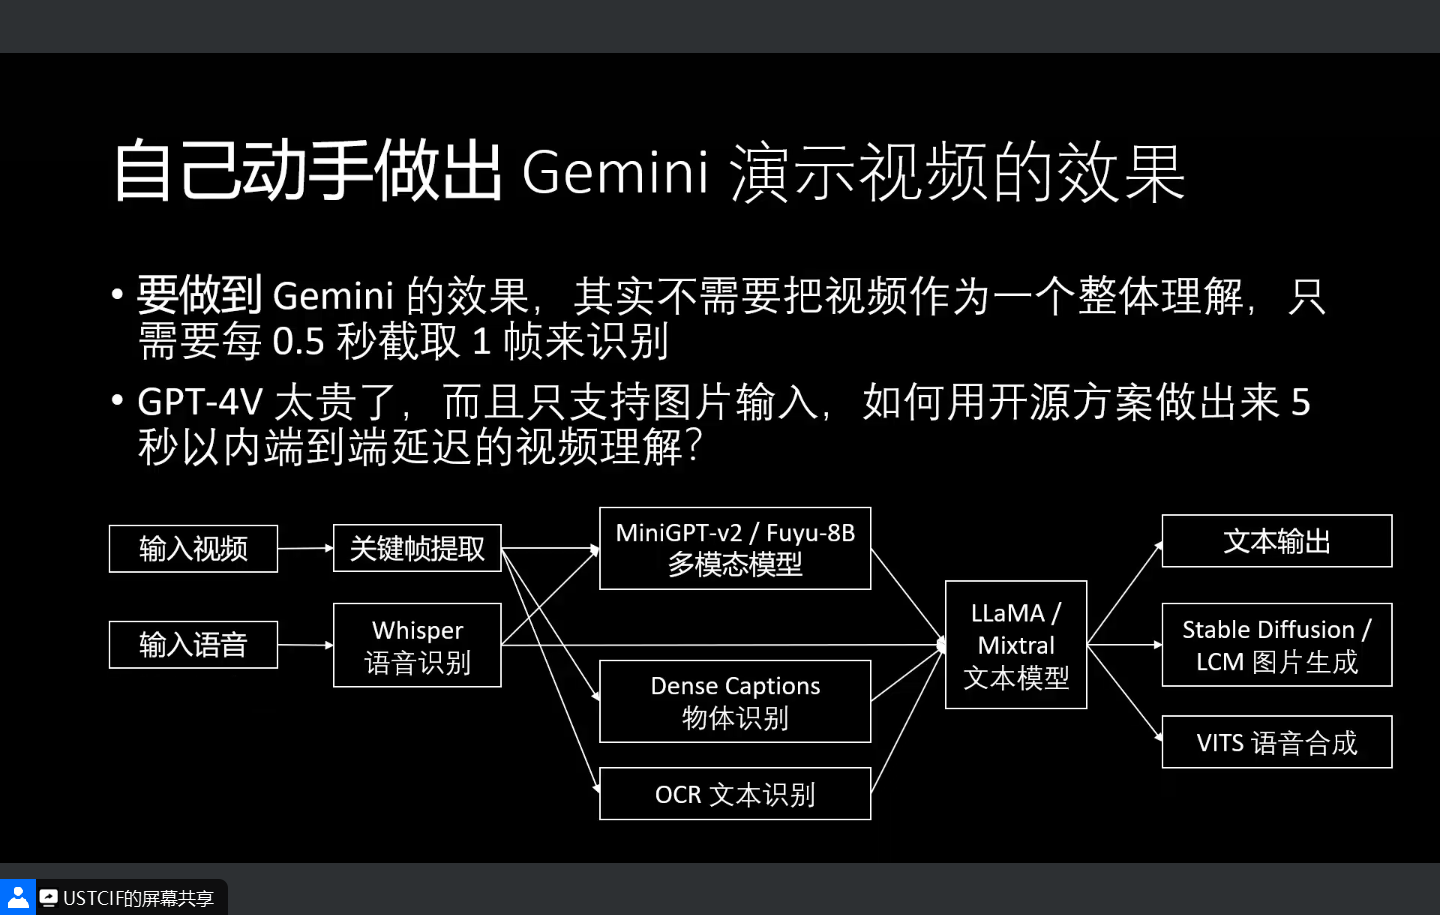 自己动手做出 Gemini 演示视频的效果
• 要做到 Gemini 的效果，其实不需要把视频作为一个整体理解，只
需要每 0.5 秒截取 1 帧来识别
• GPT-4V 太贵了，而且只支持图片输入，如何用开源方案做出来 5
秒以内端到端延迟的视频理解？
输入视频
关键帧提取
MiniGPT-v2 / Fuyu-8B
多模态模型
文本输出
输入语音
Whisper
语音识别
LLaMA /
Mixtral
文本模型
Stable Diffusion /
LCM 图片生成
Dense Captions
物体识别
VITS 语音合成
OCR 文本识别
USTCIF的屏幕共享